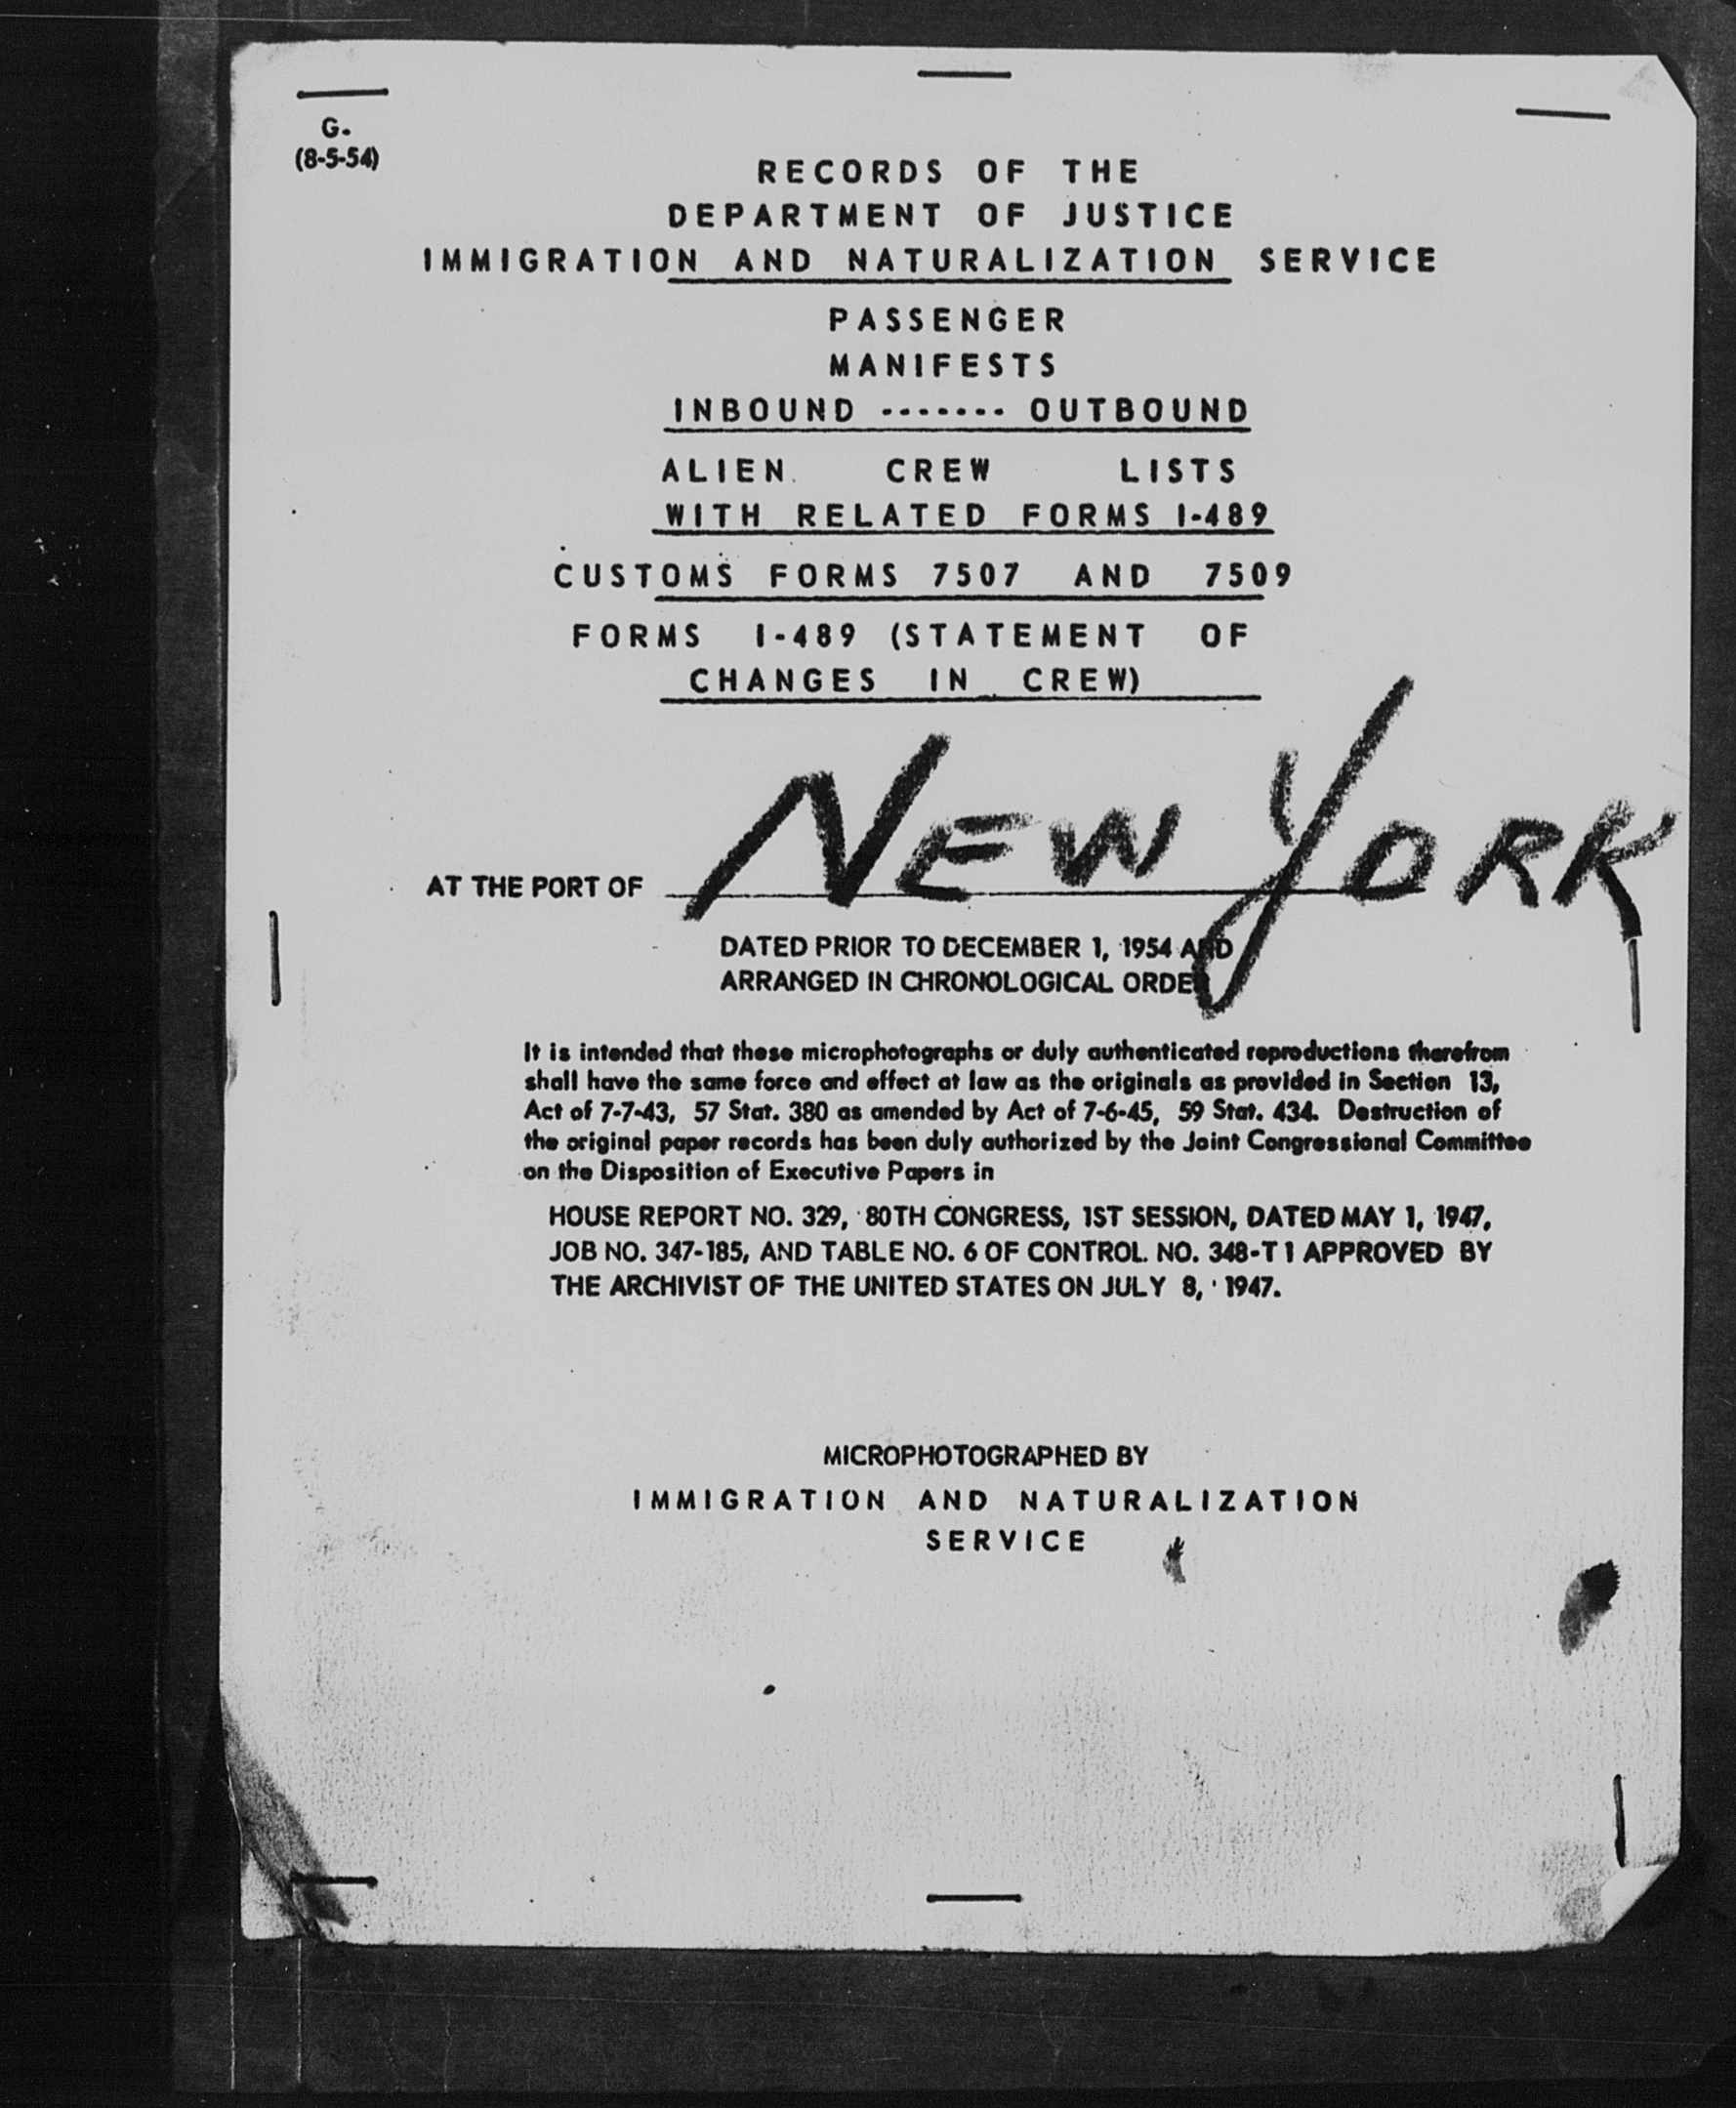 G.
(8-5-54)
RECORDS OF THE
DEPARTMENT OF JUSTICE
IMMIGRATION AND NATURALIZATION SERVICE
PASSENGER
MANIFESTS
INBOUND ------- OUTBOUND
ALIEN CREW LISTS
WITH RELATED FORMS I-489
CUSTOMS FORMS 7507 AND 7509
FORMS I-489 (STATEMENT OF
CHANGES IN CREW)
AT THE PORT OF NEW YORK
DATED PRIOR TO DECEMBER 1, 1954 AND
ARRANGED IN CHRONOLOGICAL ORDER
It is intended that these microphotographs or duly authenticated reproductions therefrom
shall have the same force and effect at law as the originals as provided in Section 13,
Act of 7-7-43, 57 Stat. 380 as amended by Act of 7-6-45, 59 Stat. 434. Destruction of
the original paper records has been duly authorized by the Joint Congressional Committee
on the Disposition of Executive Papers in
HOUSE REPORT NO. 329, 80TH CONGRESS, 1ST SESSION, DATED MAY 1, 1947,
JOB NO. 347-185, AND TABLE NO. 6 OF CONTROL NO. 348-T1 APPROVED BY
THE ARCHIVIST OF THE UNITED STATES ON JULY 8, 1947.
MICROPHOTOGRAPHED BY
IMMIGRATION AND NATURALIZATION
SERVICE